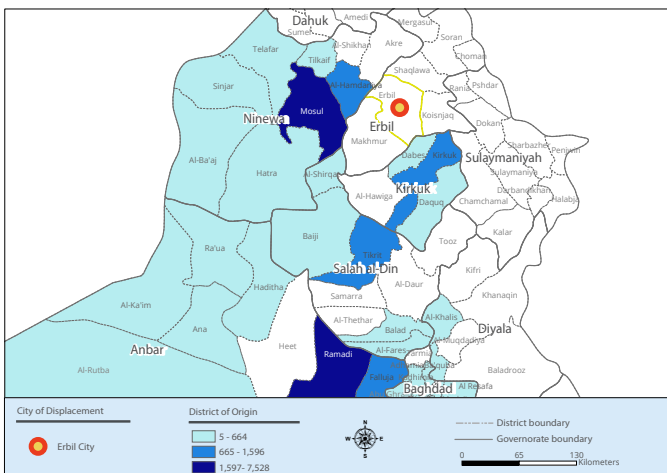 Dahuk
Amedi
Mergasur
Sumel
Al-Shikhan
Akre
Soran
Telafar
Choman
Tilkaif
Shaqlawa
Sinjar
Al-Hamdaniya
Rania
Pshdar
Erbil
Mosul
Koisnjaq
Ninewa
Erbil
Dokan
Makhmur
Sharbazher
Penjwin
Dabes
Kirkuk
Sulaymaniyah
Al-Ba'aj
Hatra
Al-Shirqat
Sulaymaniya
Kirkuk
Darbandikhan
Al-Hawiga
Daquq
Chamchamal
Halabja
Baiji
Kalar
Ra'ua
Tikrit
Tooz
Salah al-Din
Kifri
Haditha
Al-Daur
Samarra
Khanaqin
Al-Ka'im
Al-Thethar
Al-Khalis
Ana
Balad
Diyala
Anbar
Heet
Al-Muqdadiya
Ramadi
Al-Fares
Tarmia
Al-Rutba
Falluja
Baladrooz
Baghdad
Al Resafa
City of Displacement
Erbil City
District of Origin
5 - 664
665 - 1,596
1,597- 7,528
N
W
E
S
District boundary
Governorate boundary
0 65 130
Kilometers